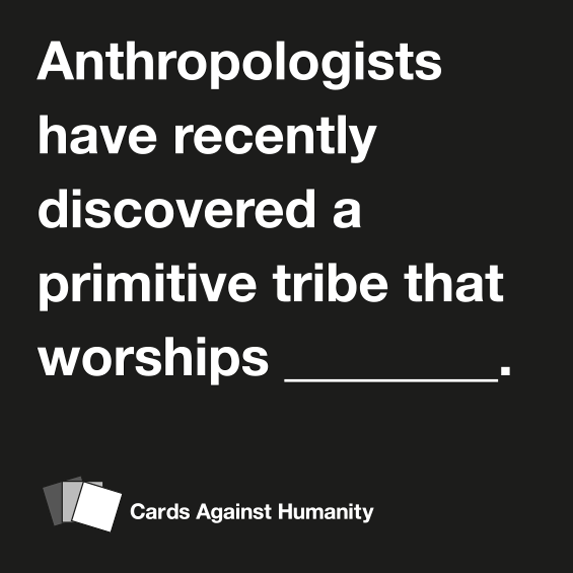 Anthropologists
have recently
discovered a
primitive tribe that
worships ________.
Cards Against Humanity